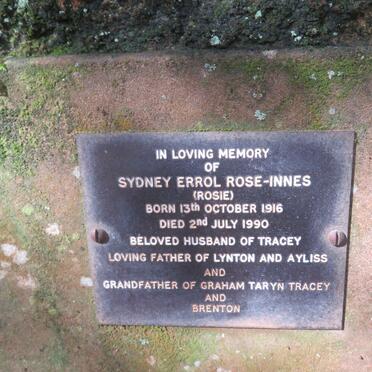 IN LOVING MEMORY
OF
SYDNEY ERROL ROSE-INNES
(ROSIE)
BORN 13th OCTOBER 1916
DIED 2nd JULY 1990
BELOVED HUSBAND OF TRACEY
LOVING FATHER OF LYNTON AND AYLISS
AND
GRANDFATHER OF GRAHAM TARYN TRACEY
AND
BRENTON